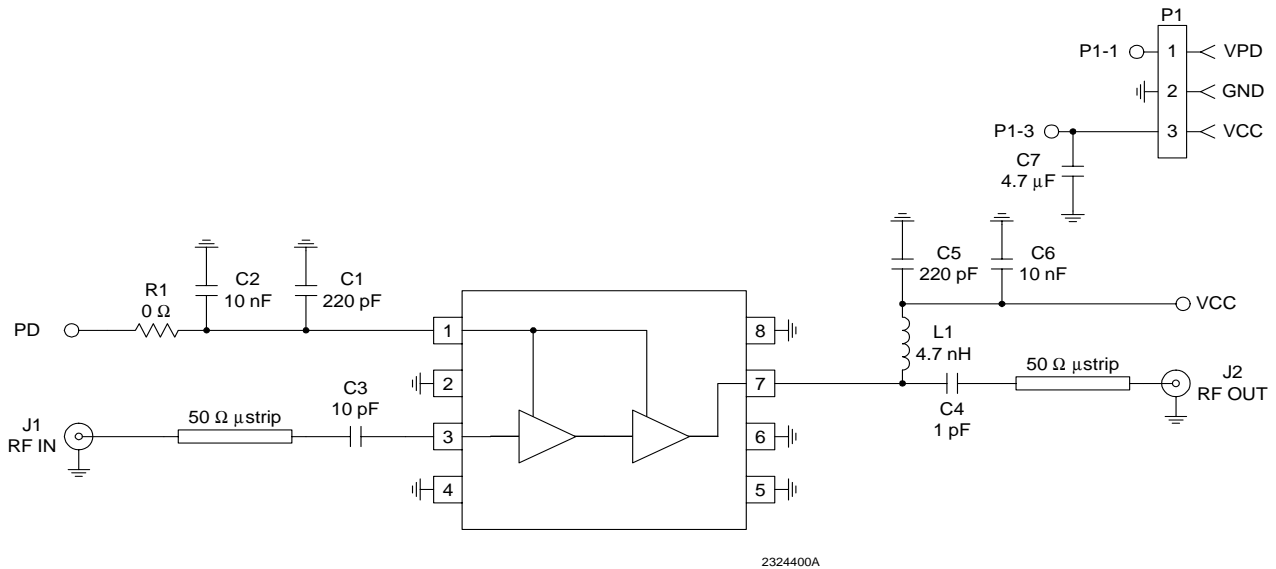 P1
P1-1
1
VPD
2
GND
P1-3
3
VCC
C7
4.7 μF
C2
10 nF
C1
220 pF
C5
220 pF
C6
10 nF
R1
0 Ω
PD
VCC
1
8
L1
4.7 nH
2
7
50 Ω μstrip
J2
RF OUT
C4
1 pF
C3
10 pF
J1
RF IN
50 Ω μstrip
3
6
4
5
2324400A